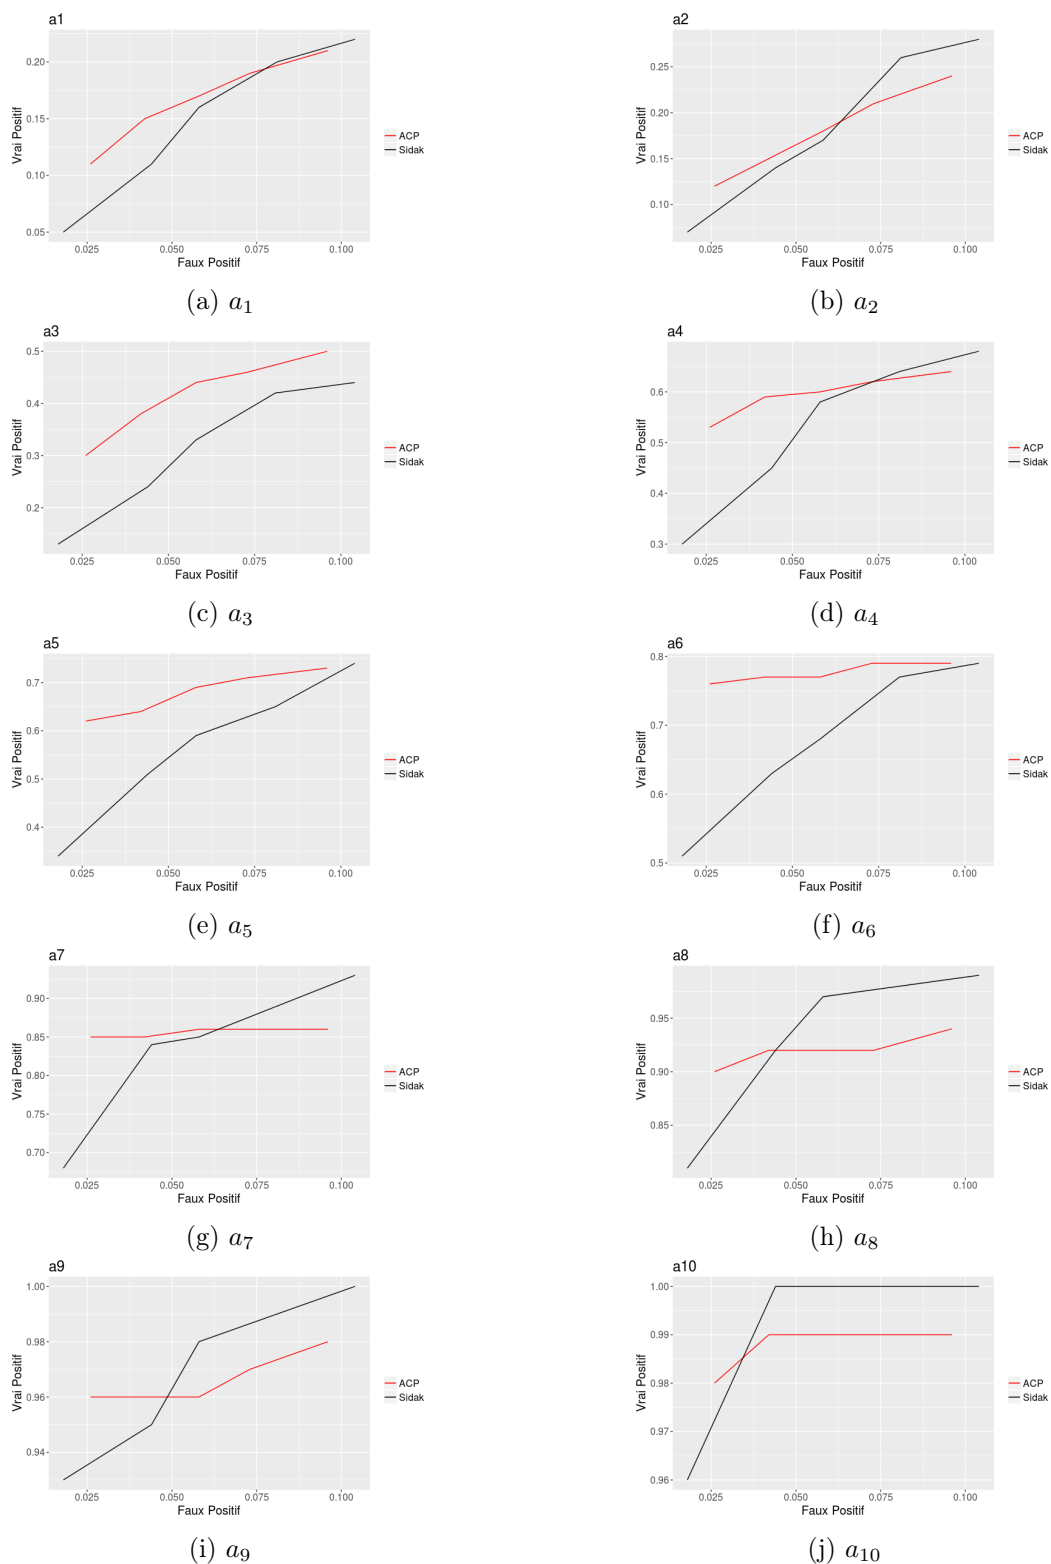 a1
Vrai Positif
0.20
0.15
0.10
0.05
0.025 0.050 0.075 0.100
Faux Positif
ACP
Sidak
(a) a1
a2
Vrai Positif
0.25
0.20
0.15
0.10
0.025 0.050 0.075 0.100
Faux Positif
ACP
Sidak
(b) a2
a3
Vrai Positif
0.5
0.4
0.3
0.2
0.025 0.050 0.075 0.100
Faux Positif
ACP
Sidak
(c) a3
a4
Vrai Positif
0.6
0.5
0.4
0.3
0.025 0.050 0.075 0.100
Faux Positif
ACP
Sidak
(d) a4
a5
Vrai Positif
0.7
0.6
0.5
0.4
0.025 0.050 0.075 0.100
Faux Positif
ACP
Sidak
(e) a5
a6
Vrai Positif
0.8
0.7
0.6
0.5
0.025 0.050 0.075 0.100
Faux Positif
ACP
Sidak
(f) a6
a7
Vrai Positif
0.90
0.85
0.80
0.75
0.70
0.025 0.050 0.075 0.100
Faux Positif
ACP
Sidak
(g) a7
a8
Vrai Positif
0.95
0.90
0.85
0.025 0.050 0.075 0.100
Faux Positif
ACP
Sidak
(h) a8
a9
Vrai Positif
1.00
0.98
0.96
0.94
0.025 0.050 0.075 0.100
Faux Positif
ACP
Sidak
(i) a9
a10
Vrai Positif
1.00
0.99
0.98
0.97
0.96
0.025 0.050 0.075 0.100
Faux Positif
ACP
Sidak
(j) a10